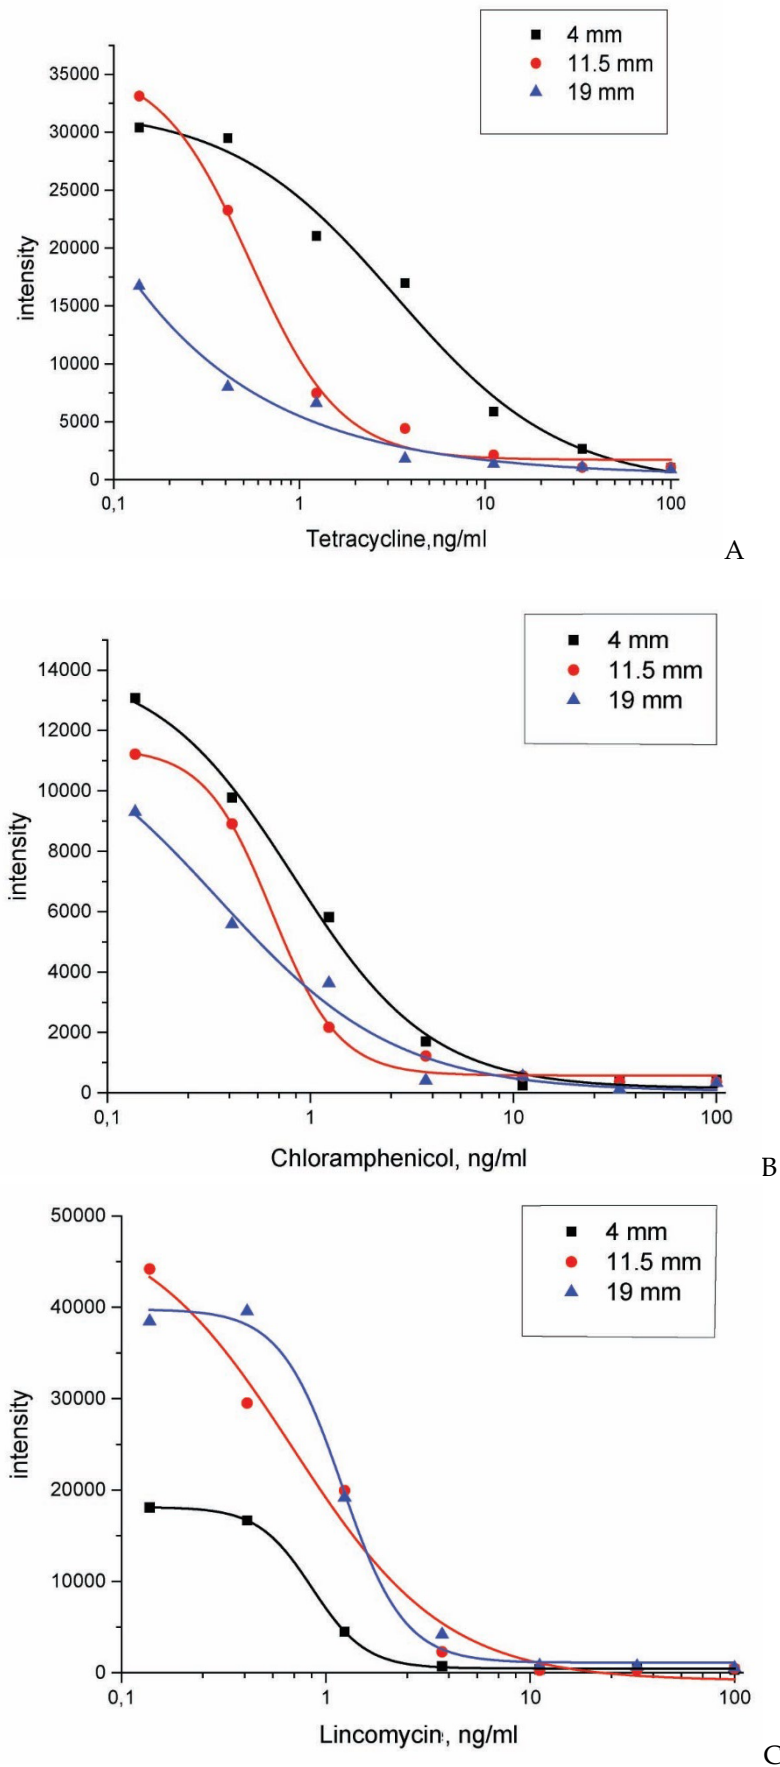 4 mm
11.5 mm
19 mm
35000
30000
25000
20000
15000
10000
5000
0
intensity
0,1 1 10 100
Tetracycline,ng/ml
A
4 mm
11.5 mm
19 mm
14000
12000
10000
8000
6000
4000
2000
0
intensity
0,1 1 10 100
Chloramphenicol, ng/ml
B
4 mm
11.5 mm
19 mm
50000
40000
30000
20000
10000
0
intensity
0,1 1 10 100
Lincomycin, ng/ml
C